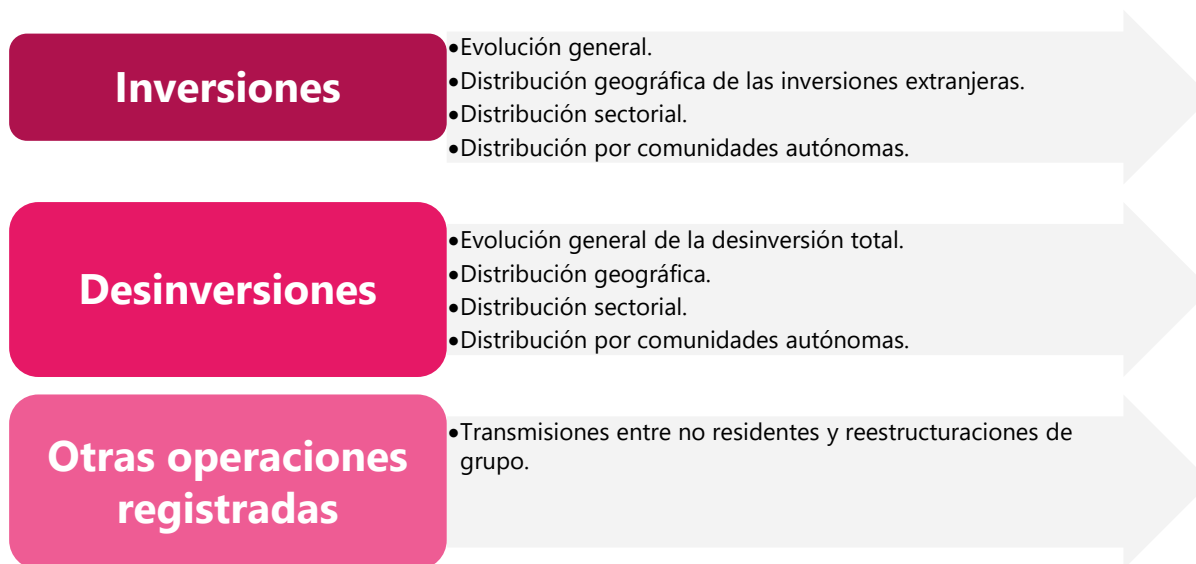 Inversiones
•Evolución general.
•Distribución geográfica de las inversiones extranjeras.
•Distribución sectorial.
•Distribución por comunidades autónomas.
Desinversiones
•Evolución general de la desinversión total.
•Distribución geográfica.
•Distribución sectorial.
•Distribución por comunidades autónomas.
Otras operaciones
registradas
•Transmisiones entre no residentes y reestructuraciones de
grupo.